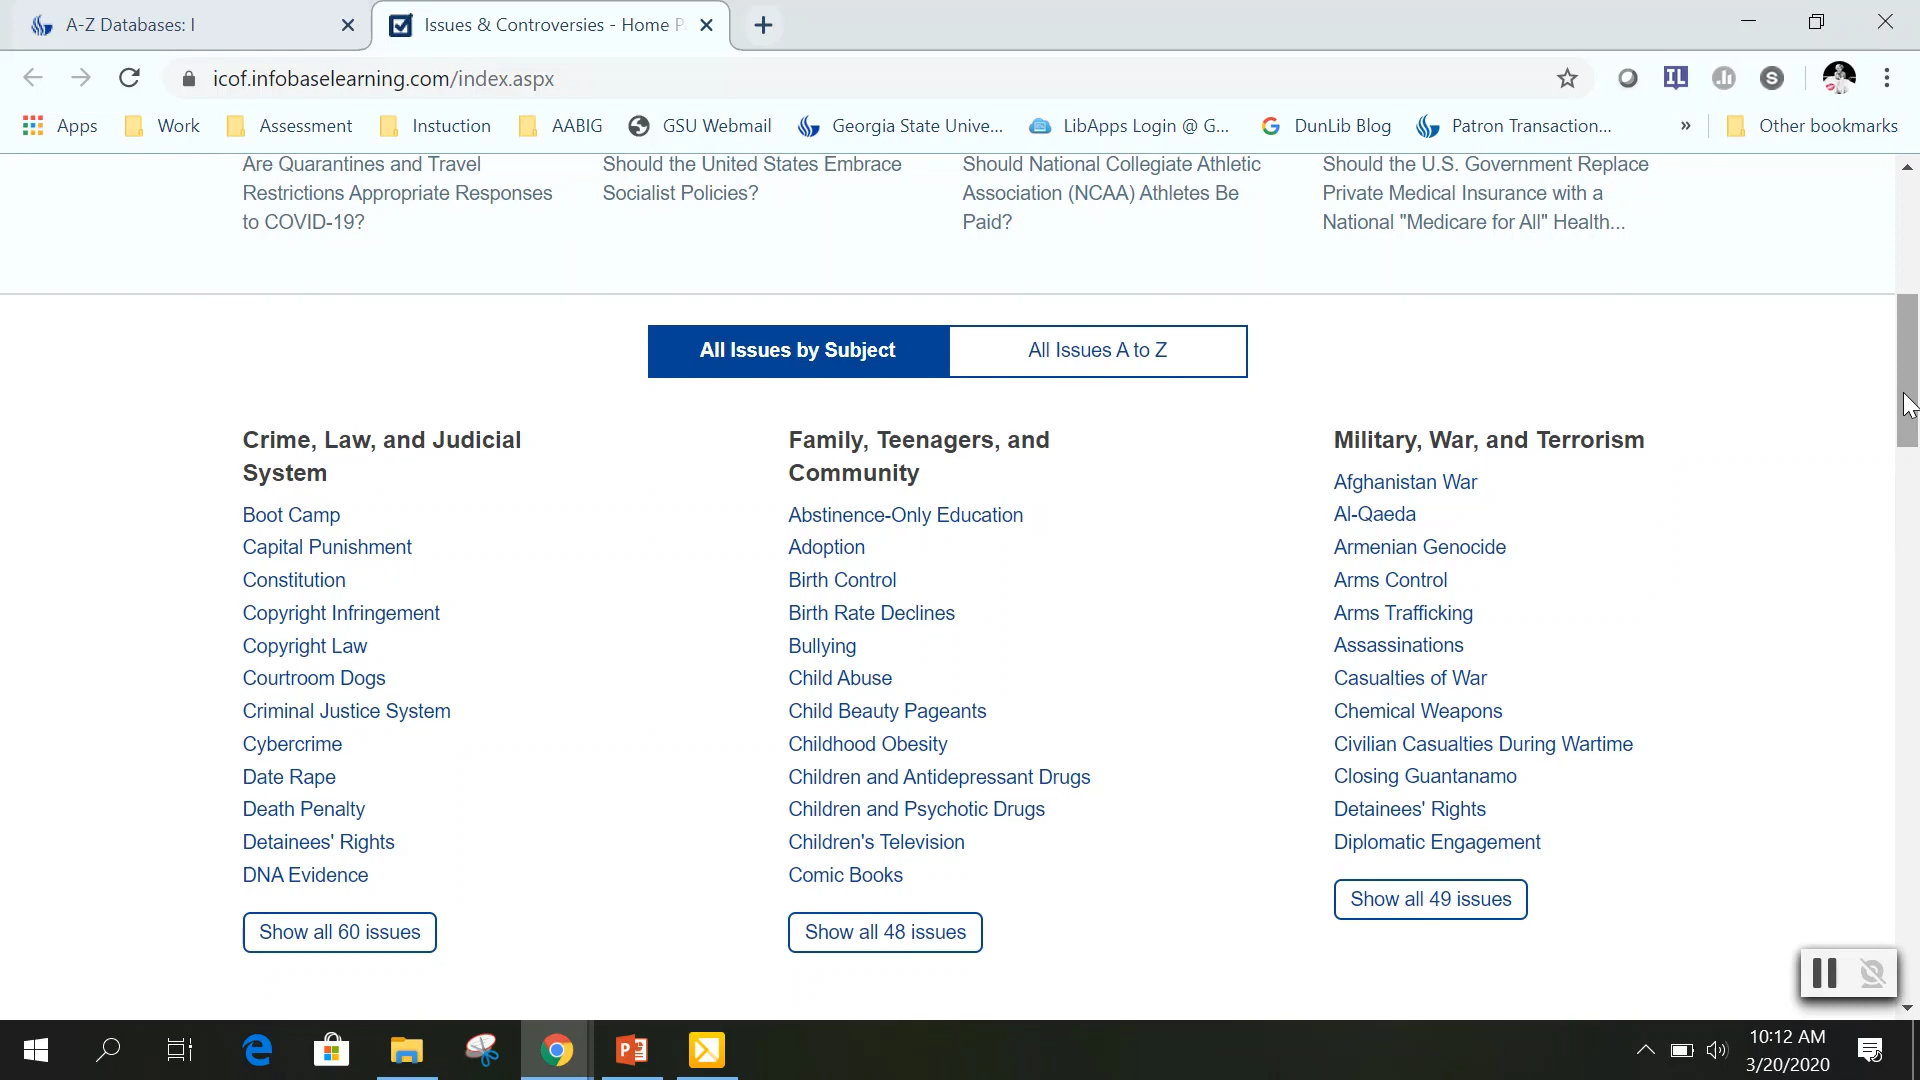 A-Z Databases: I
Issues & Controversies - Home P
icof.infobaselearning.com/index.aspx
IL
S
Apps
Work
Assessment
Instuction
AABIG
GSU Webmail
Georgia State Unive...
LibApps Login @ G...
DunLib Blog
Patron Transaction...
»
Other bookmarks
Are Quarantines and Travel
Restrictions Appropriate Responses
to COVID-19?
Should the United States Embrace
Socialist Policies?
Should National Collegiate Athletic
Association (NCAA) Athletes Be
Paid?
Should the U.S. Government Replace
Private Medical Insurance with a
National "Medicare for All" Health...
All Issues by Subject
All Issues A to Z
Crime, Law, and Judicial
System
Boot Camp
Capital Punishment
Constitution
Copyright Infringement
Copyright Law
Courtroom Dogs
Criminal Justice System
Cybercrime
Date Rape
Death Penalty
Detainees' Rights
DNA Evidence
Show all 60 issues
Family, Teenagers, and
Community
Abstinence-Only Education
Adoption
Birth Control
Birth Rate Declines
Bullying
Child Abuse
Child Beauty Pageants
Childhood Obesity
Children and Antidepressant Drugs
Children and Psychotic Drugs
Children's Television
Comic Books
Show all 48 issues
Military, War, and Terrorism
Afghanistan War
Al-Qaeda
Armenian Genocide
Arms Control
Arms Trafficking
Assassinations
Casualties of War
Chemical Weapons
Civilian Casualties During Wartime
Closing Guantanamo
Detainees' Rights
Diplomatic Engagement
Show all 49 issues
10:12 AM
3/20/2020